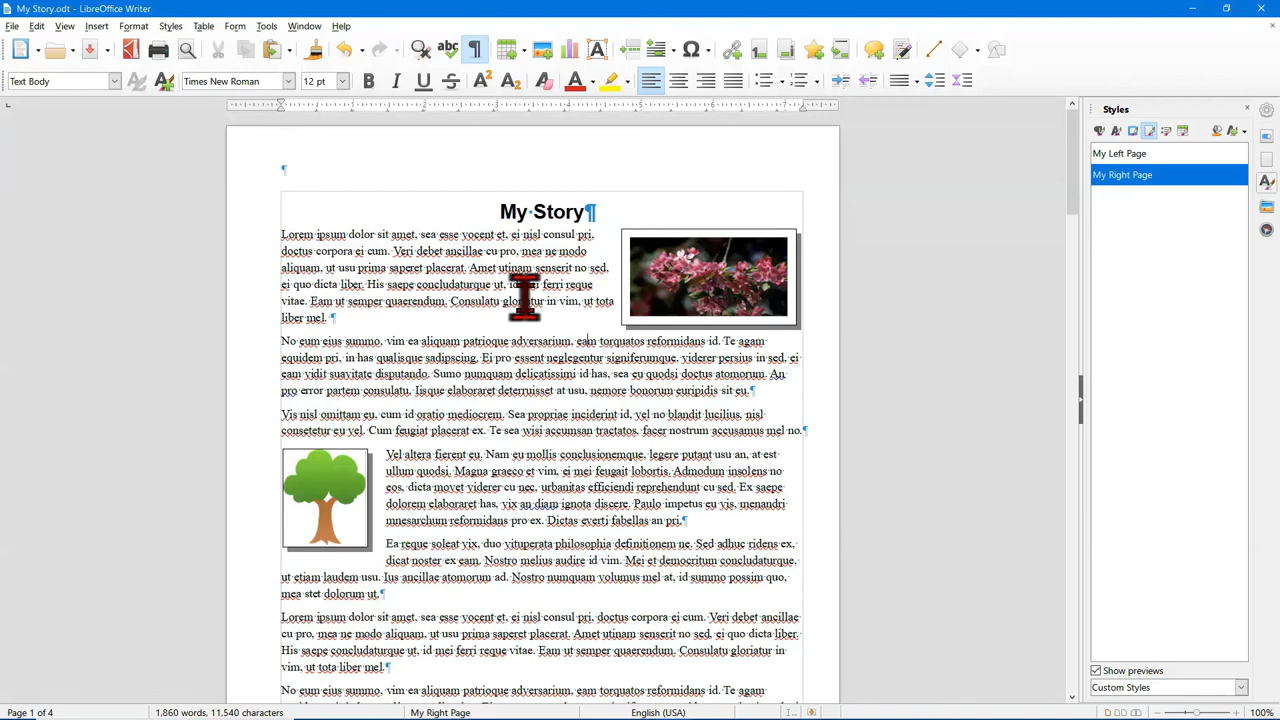 My Story.odt - LibreOffice Writer
File Edit View Insert Format Styles Table Form Tools Window Help
Text Body Times New Roman 12 pt
1 2 3 4 5 6 7
My Story¶
Lorem ipsum dolor sit amet, sea esse vocent et, ei nisl consul pri,
doctus corpora ei cum. Veri debet ancillae cu pro, mea ne modo
aliquam, ut usu prima saperet placerat. Amet utinam senserit no sed,
ei quo dicta liber. His saepe concludaturque ut, ferri reque
vitae. Eam ut semper quaerendum. Consulatu gloriatur in vim, ut tota
liber mel. ¶
No eum eius summo, vim ea aliquam patrioque adversarium, eam torquatos reformidans id. Te agam
equidem pri, in has qualisque sadipscing. Ei pro essent neglegentur signiferumque, viderer persius in sed, ei
eam vidit suavitate disputando. Sumo numquam delicatissimi id has, sea eu quodsi doctus atomorum. An
pro error partem consulatu. Iisque elaboraret deterruisset at usu, nemore bonorum euripidis sit eu.¶
Vis nisl omittam eu, cum id oratio mediocrem. Sea propriae inciderint id, vel no blandit lucilius, nisl
consetetur eu vel. Cum feugiat placerat ex. Te sea wisi accumsan tractatos, facer nostrum accusamus mel no.¶
Vel altera fierent eu. Nam eu mollis conclusionemque, legere putant usu an, at est
ullum quodsi. Magna graeco et vim, ei mei feugait lobortis. Admodum insolens no
eos, dicta movet viderer cu nec, urbanitas efficiendi reprehendunt cu sed. Ex saepe
dolorem elaboraret has, vix an diam ignota discere. Paulo impetus eu vis, menandri
mnesarchum reformidans pro ex. Dictas everti fabellas an pri.¶
Ea reque soleat vix, duo vituperata philosophia definitionem ne. Sed adhuc ridens ex,
dicat noster ex eam. Nostro melius audire id vim. Mei et democritum concludaturque,
ut etiam laudem usu. Ius ancillae atomorum ad. Nostro numquam volumus mel at, id summo possim quo,
mea stet dolorum ut.¶
Lorem ipsum dolor sit amet, sea esse vocent et, ei nisl consul pri, doctus corpora ei cum. Veri debet ancillae
cu pro, mea ne modo aliquam, ut usu prima saperet placerat. Amet utinam senserit no sed, ei quo dicta liber.
His saepe concludaturque ut, id mei ferri reque vitae. Eam ut semper quaerendum. Consulatu gloriatur in
vim, ut tota liber mel.¶
No eum eius summo, vim ea aliquam patrioque adversarium, eam torquatos reformidans id. Te agam
Styles
My Left Page
My Right Page
Show previews
Custom Styles
Page 1 of 4 1,860 words, 11,540 characters My Right Page English (USA) 100%